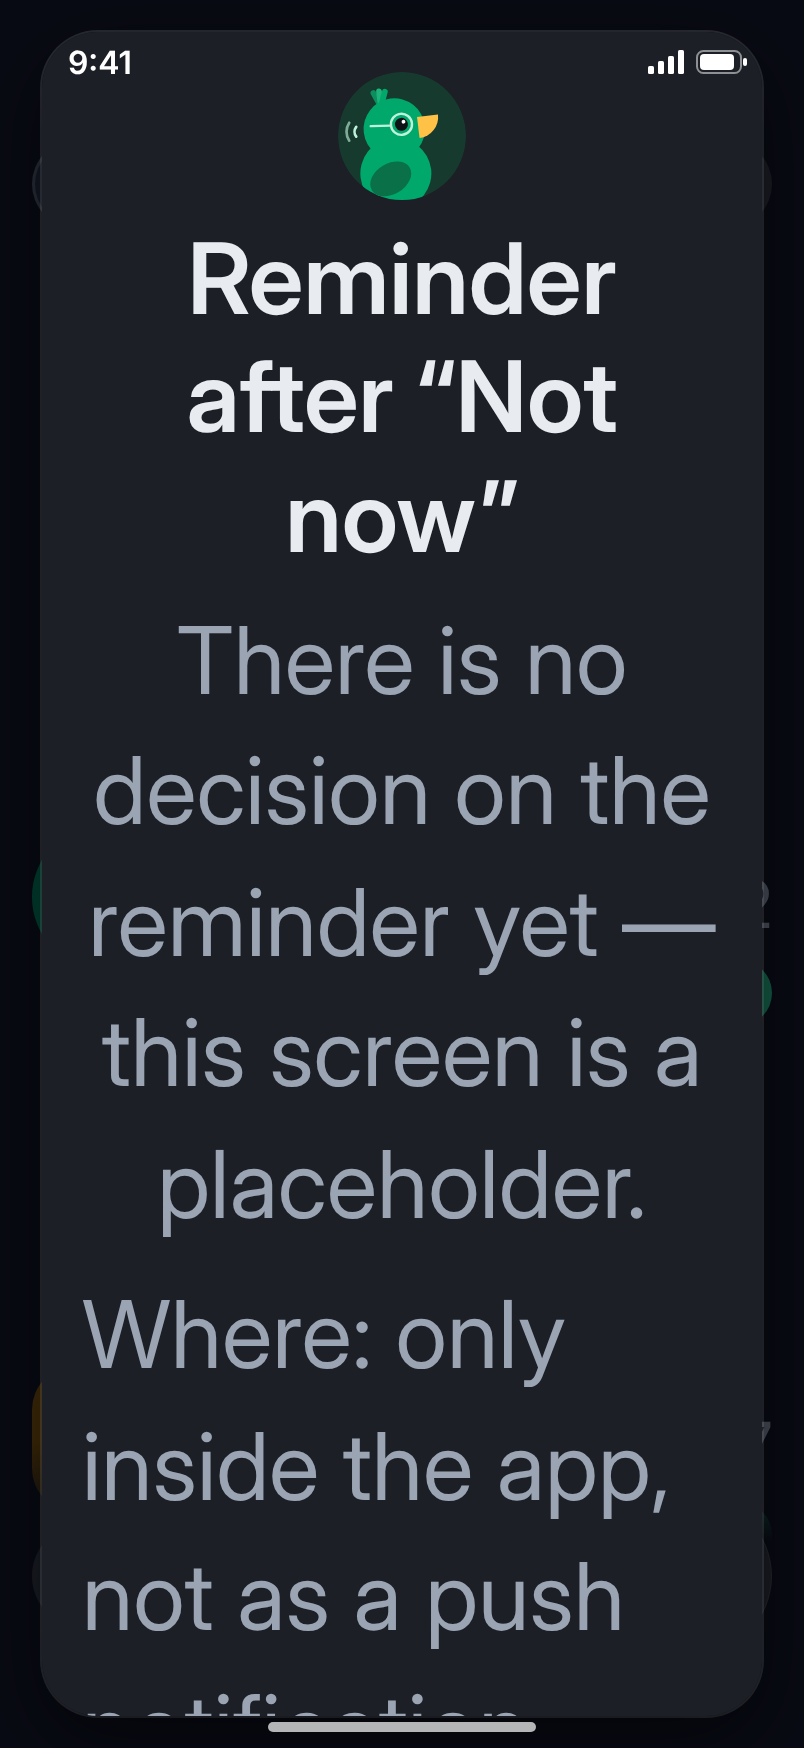 9:41
Reminder
after “Not
now”
There is no
decision on the
reminder yet —
this screen is a
placeholder.
Where: only
inside the app,
not as a push
notification